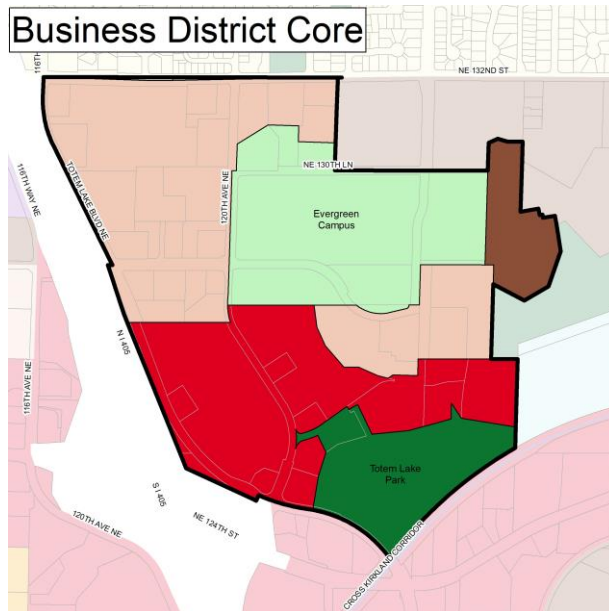 Business District Core
116TH
NE 132ND ST
NE 130TH LN
116TH WAY NE
TOTEM LAKE BLVD NE
120TH AVE NE
Evergreen
Campus
N I 405
116TH AVE NE
Totem Lake
Park
S I 405
NE 124TH ST
120TH AVE NE
CROSS KIRKLAND CORRIDOR